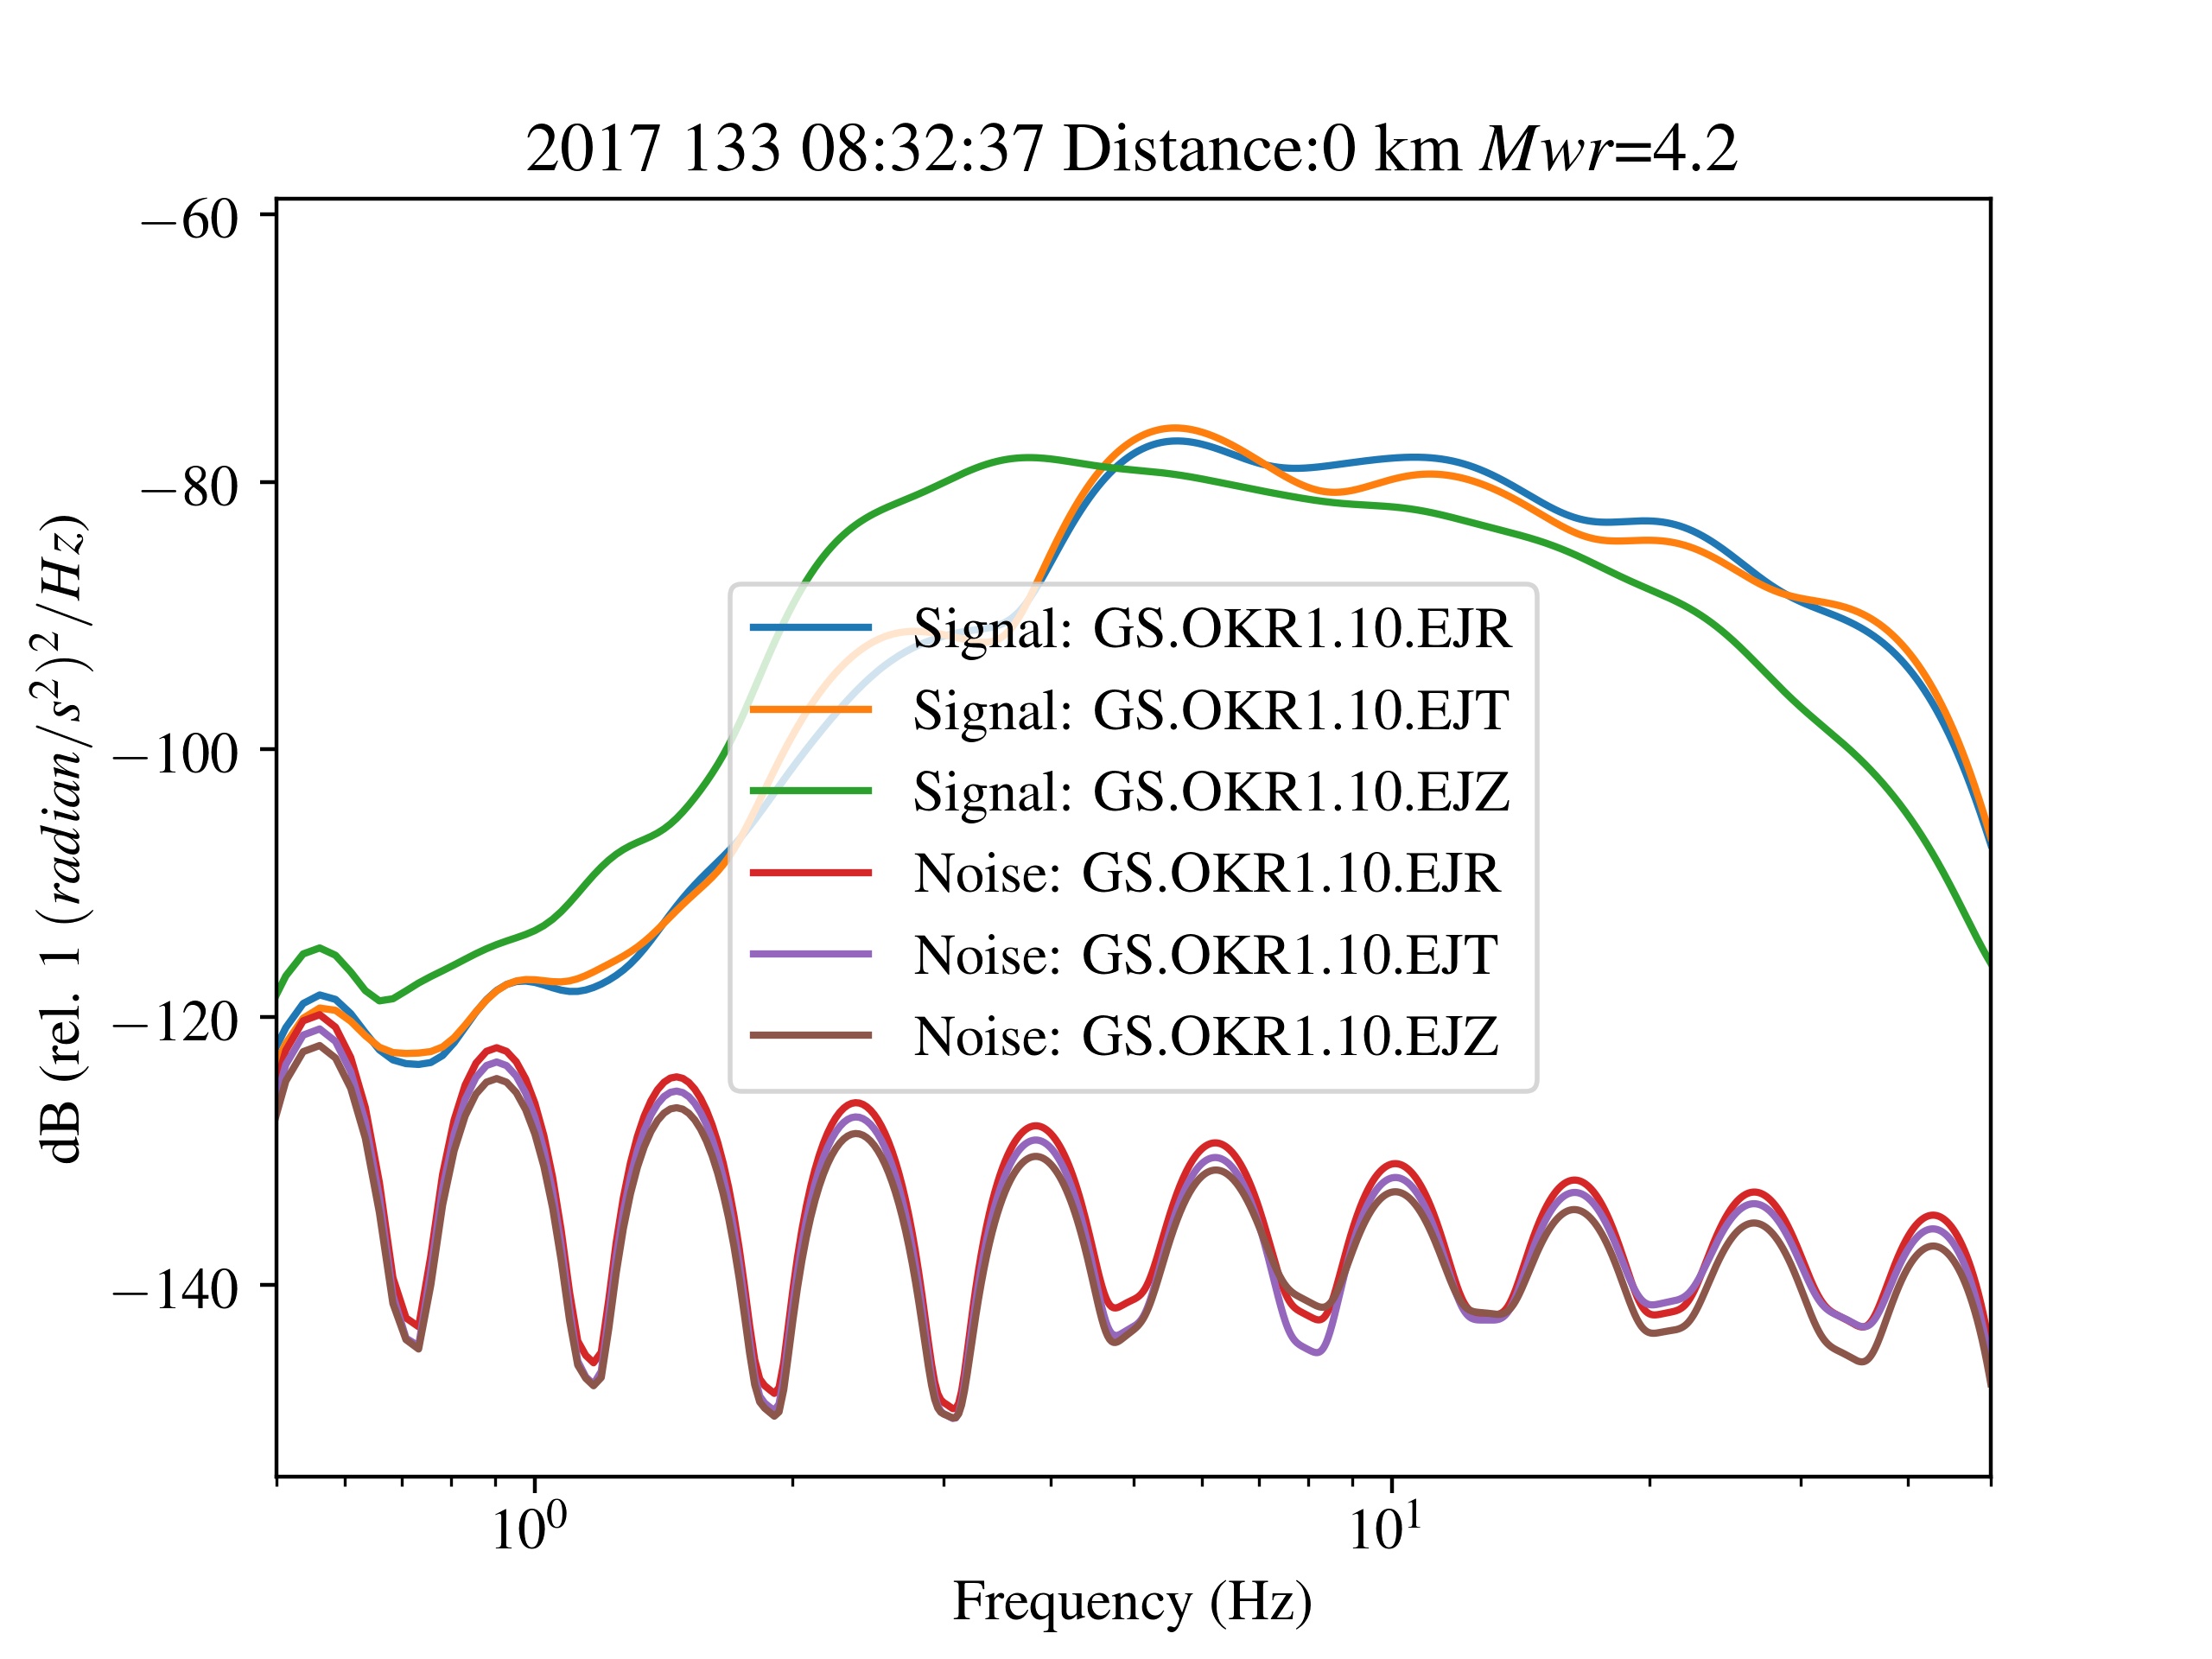 2017 133 08:32:37 Distance:0 km Mwr=4.2
−60
−80
−100
−120
−140
dB (rel. 1 (radian/s²)²/Hz)
Signal: GS.OKR1.10.EJR
Signal: GS.OKR1.10.EJT
Signal: GS.OKR1.10.EJZ
Noise: GS.OKR1.10.EJR
Noise: GS.OKR1.10.EJT
Noise: GS.OKR1.10.EJZ
10⁰ 10¹
Frequency (Hz)